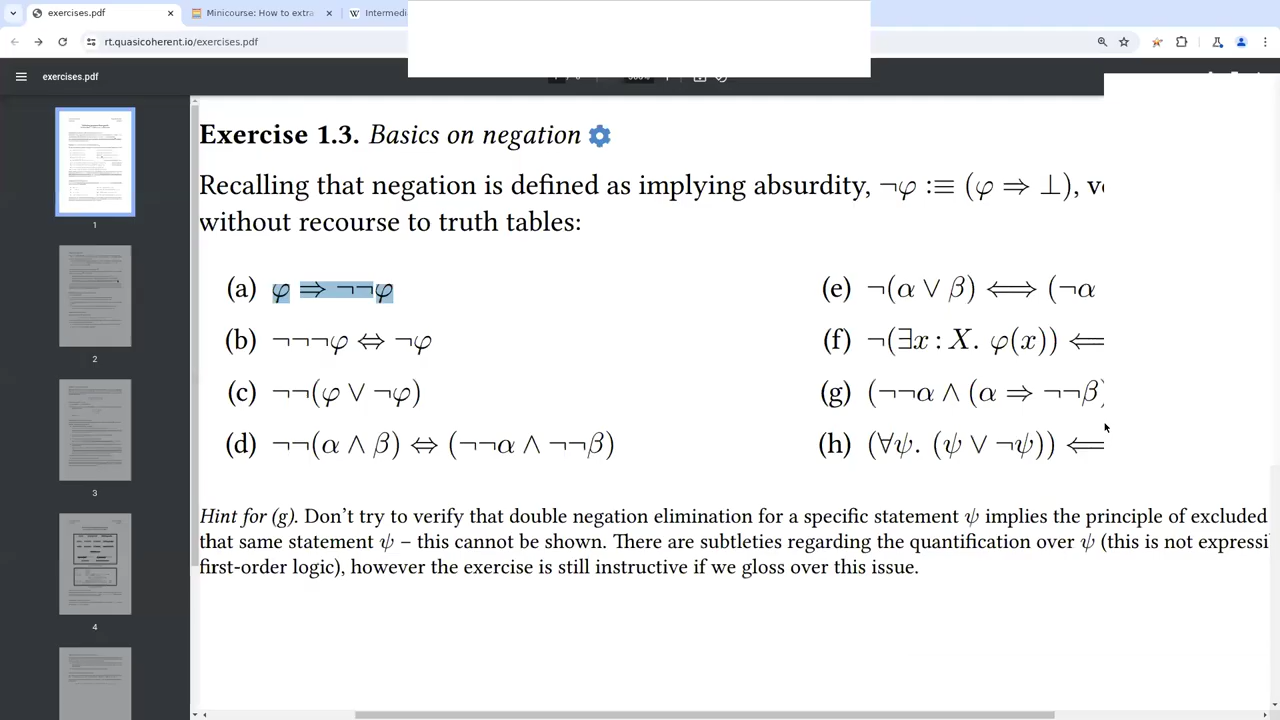 exercises.pdf
Minicourse: How to extra
Intermedi
rt.quasicoherent.io/exercises.pdf
exercises.pdf
Exercise 1.3. Basics on negation
Recalling that negation is defined as implying absurdity, ¬φ :≡ (φ ⇒ ⊥),
without recourse to truth tables:
(a) φ ⇒ ¬¬φ
(b) ¬¬¬φ ⇔ ¬φ
(c) ¬¬(φ ∨ ¬φ)
(d) ¬¬(α ∧ β) ⇔ (¬¬α ∧ ¬¬β)
(e) ¬(α ∨ β) ⟺ (¬α
(f) ¬(∃x : X. φ(x)) ⟸
(g) (¬¬α ∧ (α ⇒ ¬¬β)
(h) (∀ψ. (ψ ∨ ¬ψ)) ⟸
Hint for (g). Don't try to verify that double negation elimination for a specific statement ψ implies the principle of excluded
that same statement ψ – this cannot be shown. There are subtleties regarding the quantification over ψ (this is not expressi
first-order logic), however the exercise is still instructive if we gloss over this issue.
1
2
3
4